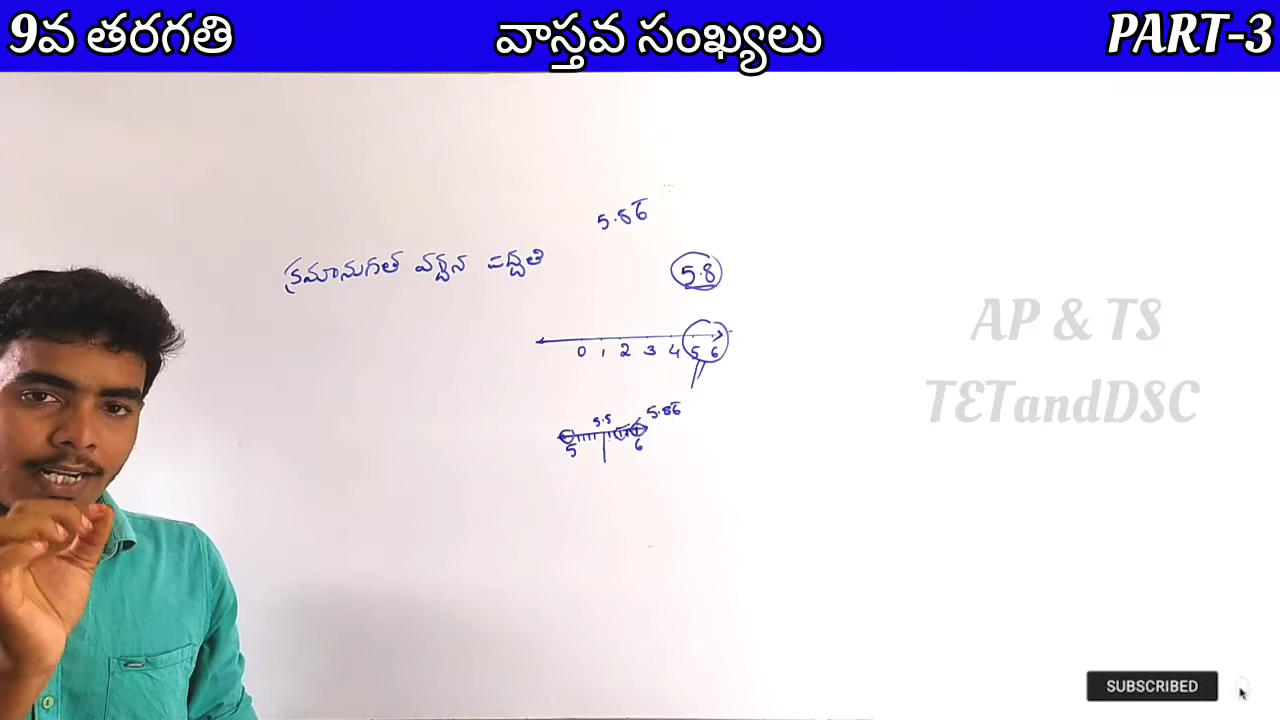 9వ తరగతి వాస్తవ సంఖ్యలు PART-3
5.86̅
క్రమానుగత వర్ధన పద్ధతి 5.8
0 1 2 3 4 5 6
5.5 5.86̅
5 6
AP & TS
TETandDSC
SUBSCRIBED